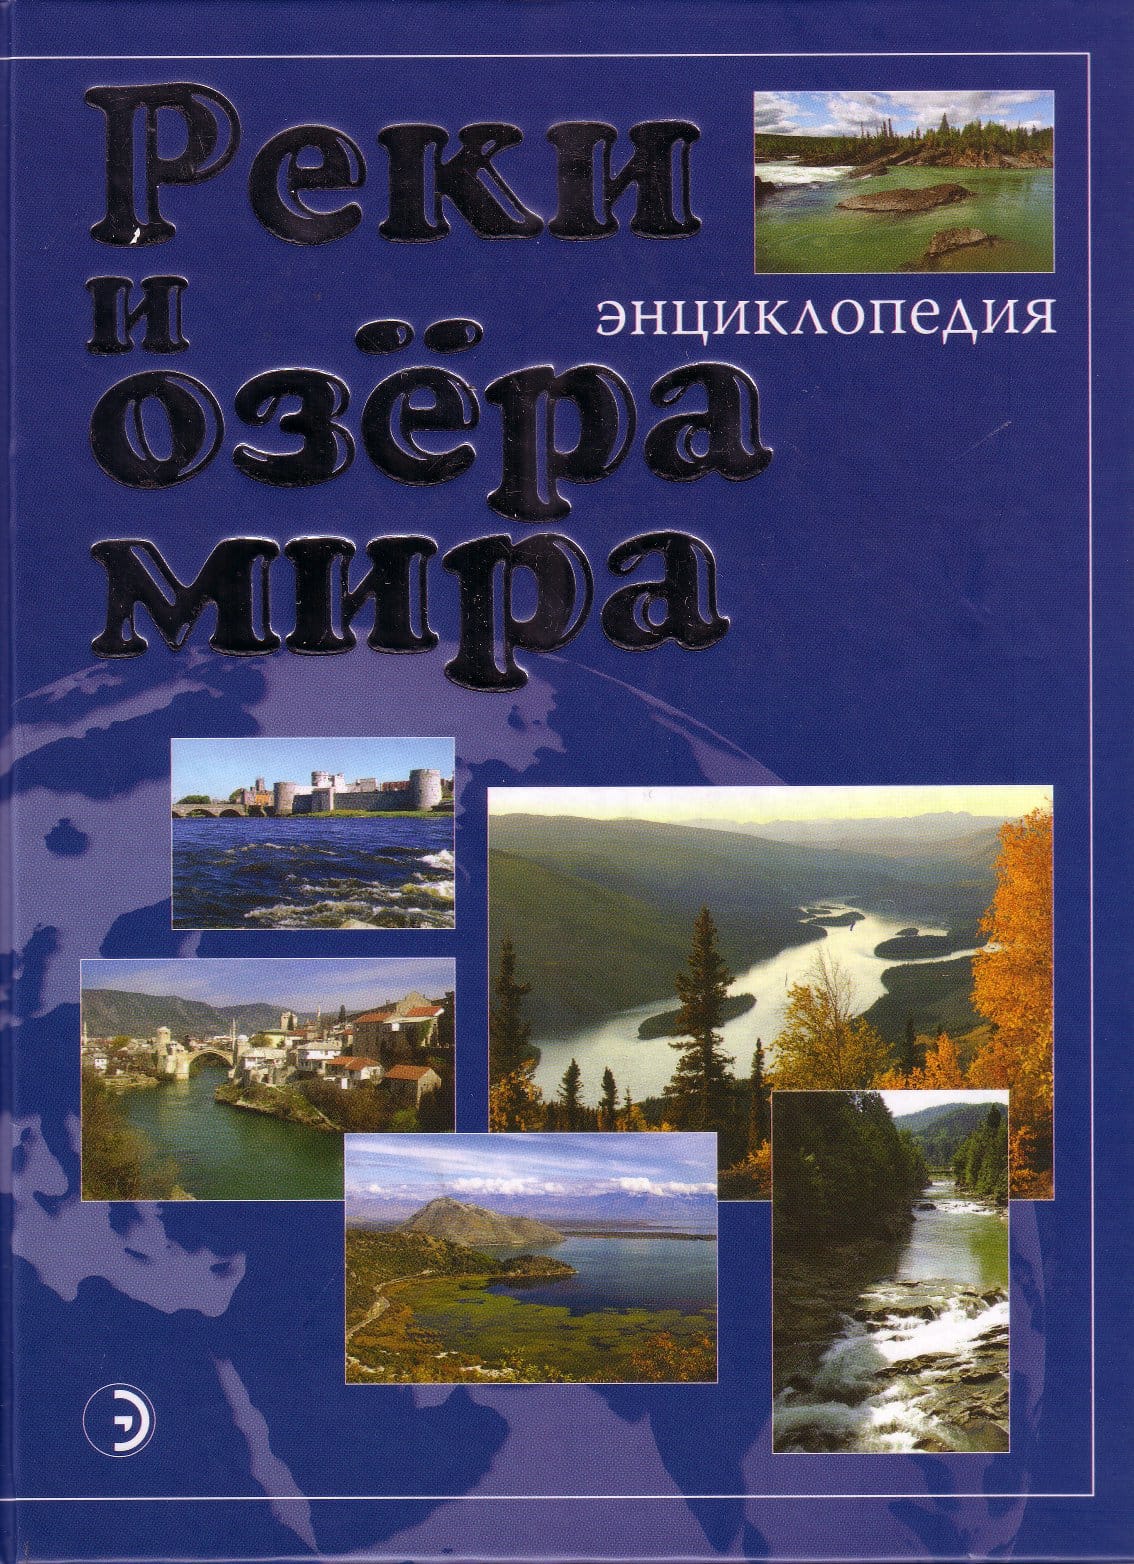 Реки
и
озёра
мира
энциклопедия
Э